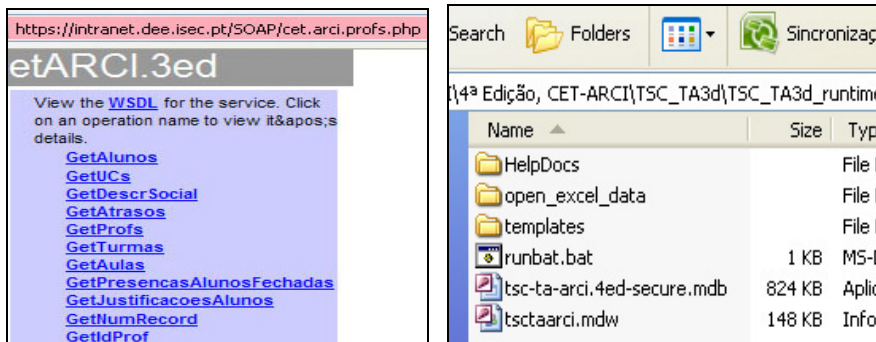 https://intranet.dee.isec.pt/SOAP/cet.arci.profs.php
etARCI.3ed
View the WSDL for the service. Click
on an operation name to view it&apos;s
details.
GetAlunos
GetUCs
GetDescrSocial
GetAtrasos
GetProfs
GetTurmas
GetAulas
GetPresencasAlunosFechadas
GetJustificacoesAlunos
GetNumRecord
GetIdProf
Search Folders Sincronizaç
I\4ª Edição, CET-ARCI\TSC_TA3d\TSC_TA3d_runtime
Name Size Typ
HelpDocs File
open_excel_data File
templates File
runbat.bat 1 KB MS-D
tsc-ta-arci.4ed-secure.mdb 824 KB Aplic
tsctaarci.mdw 148 KB Info